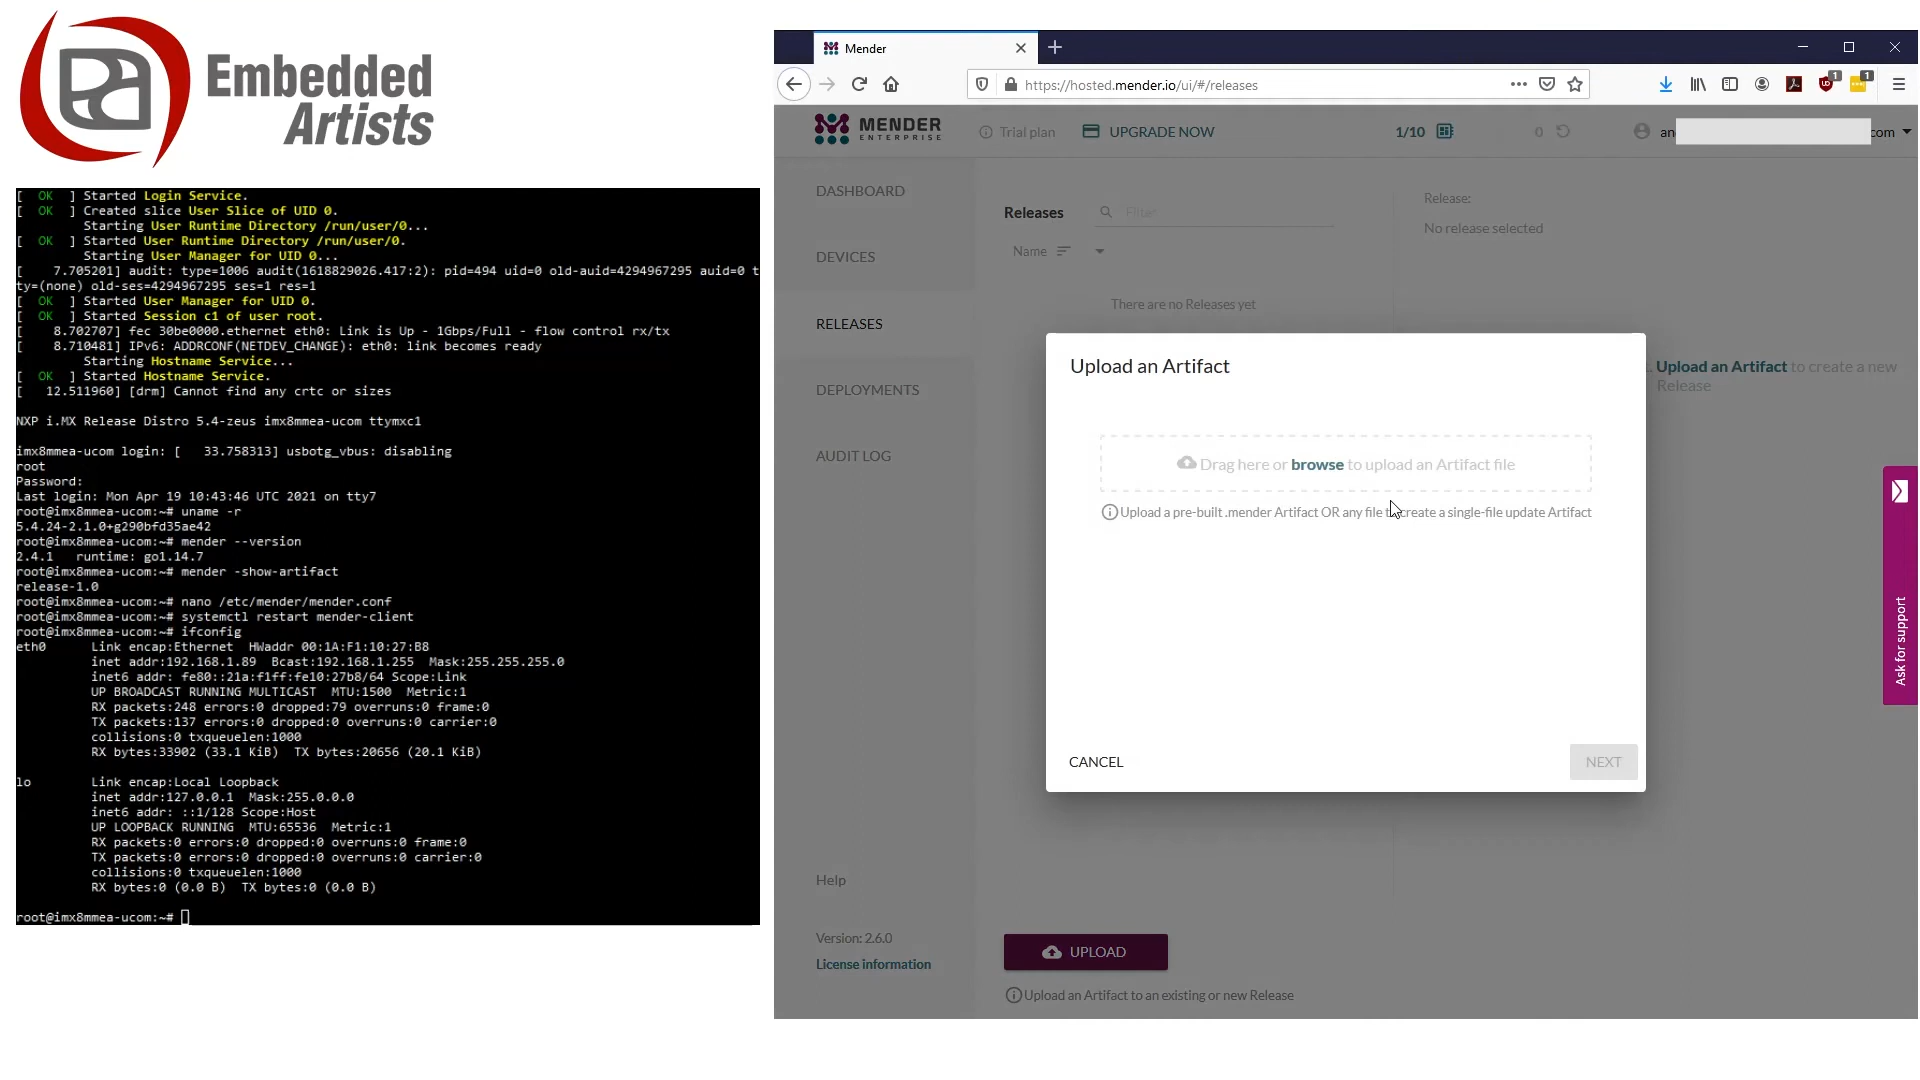 Embedded
Artists
[  OK  ] Started Login Service.
[  OK  ] Created slice User Slice of UID 0.
Starting User Runtime Directory /run/user/0...
[  OK  ] Started User Runtime Directory /run/user/0.
Starting User Manager for UID 0...
[    7.705201] audit: type=1006 audit(1618829026.417:2): pid=494 uid=0 old-auid=4294967295 auid=0 t
ty=(none) old-ses=4294967295 ses=1 res=1
[  OK  ] Started User Manager for UID 0.
[  OK  ] Started Session c1 of user root.
[    8.702707] fec 30be0000.ethernet eth0: Link is Up - 1Gbps/Full - flow control rx/tx
[    8.710481] IPv6: ADDRCONF(NETDEV_CHANGE): eth0: link becomes ready
Starting Hostname Service...
[  OK  ] Started Hostname Service.
[   12.511960] [drm] Cannot find any crtc or sizes
NXP i.MX Release Distro 5.4-zeus imx8mmea-ucom ttymxc1
imx8mmea-ucom login: [   33.758313] usbotg_vbus: disabling
root
Password:
Last login: Mon Apr 19 10:43:46 UTC 2021 on tty7
root@imx8mmea-ucom:~# uname -r
5.4.24-2.1.0+g290bfd35ae42
root@imx8mmea-ucom:~# mender --version
2.4.1   runtime: go1.14.7
root@imx8mmea-ucom:~# mender -show-artifact
release-1.0
root@imx8mmea-ucom:~# nano /etc/mender/mender.conf
root@imx8mmea-ucom:~# systemctl restart mender-client
root@imx8mmea-ucom:~# ifconfig
eth0      Link encap:Ethernet  HWaddr 00:1A:F1:10:27:B8
inet addr:192.168.1.89  Bcast:192.168.1.255  Mask:255.255.255.0
inet6 addr: fe80::21a:f1ff:fe10:27b8/64 Scope:Link
UP BROADCAST RUNNING MULTICAST  MTU:1500  Metric:1
RX packets:248 errors:0 dropped:79 overruns:0 frame:0
TX packets:137 errors:0 dropped:0 overruns:0 carrier:0
collisions:0 txqueuelen:1000
RX bytes:33902 (33.1 KiB)  TX bytes:20656 (20.1 KiB)
lo        Link encap:Local Loopback
inet addr:127.0.0.1  Mask:255.0.0.0
inet6 addr: ::1/128 Scope:Host
UP LOOPBACK RUNNING  MTU:65536  Metric:1
RX packets:0 errors:0 dropped:0 overruns:0 frame:0
TX packets:0 errors:0 dropped:0 overruns:0 carrier:0
collisions:0 txqueuelen:1000
RX bytes:0 (0.0 B)  TX bytes:0 (0.0 B)
root@imx8mmea-ucom:~#
Mender
https://hosted.mender.io/ui/#/releases
1
1
MENDER
ENTERPRISE
Trial plan
UPGRADE NOW
1/10
0
an
com
DASHBOARD
DEVICES
RELEASES
DEPLOYMENTS
AUDIT LOG
Help
Version: 2.6.0
License information
Releases
Filter
Name
There are no Releases yet
Release:
No release selected
Upload an Artifact to create a new
Release
Upload an Artifact
Drag here or browse to upload an Artifact file
Upload a pre-built .mender Artifact OR any file to create a single-file update Artifact
CANCEL
NEXT
UPLOAD
Upload an Artifact to an existing or new Release
Ask for support